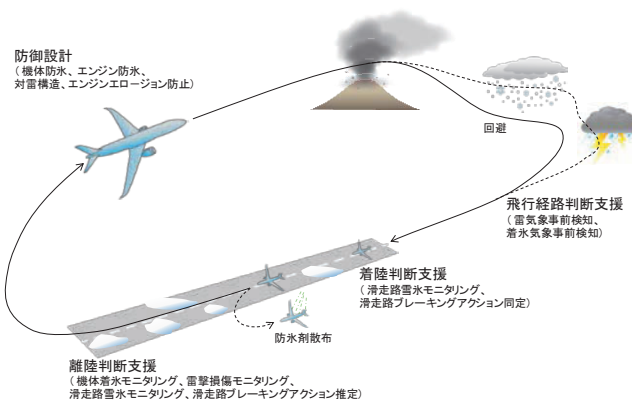 防御設計
（機体防氷、エンジン防氷、
対雷構造、エンジンエロージョン防止）
回避
飛行経路判断支援
（雷気象事前検知、
着氷気象事前検知）
着陸判断支援
（滑走路雪氷モニタリング、
滑走路ブレーキングアクション同定）
防氷剤散布
離陸判断支援
（機体着氷モニタリング、雷撃損傷モニタリング、
滑走路雪氷モニタリング、滑走路ブレーキングアクション推定）